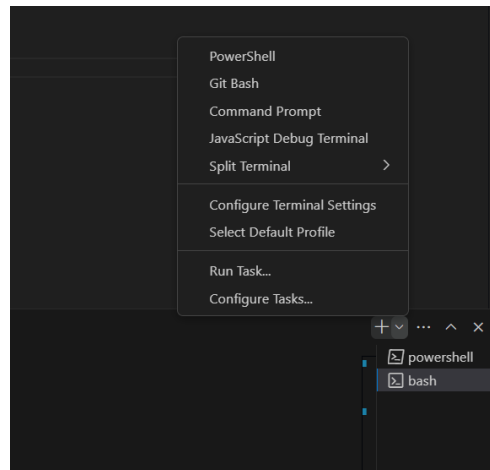 PowerShell
Git Bash
Command Prompt
JavaScript Debug Terminal
Split Terminal
Configure Terminal Settings
Select Default Profile
Run Task...
Configure Tasks...
powershell
bash